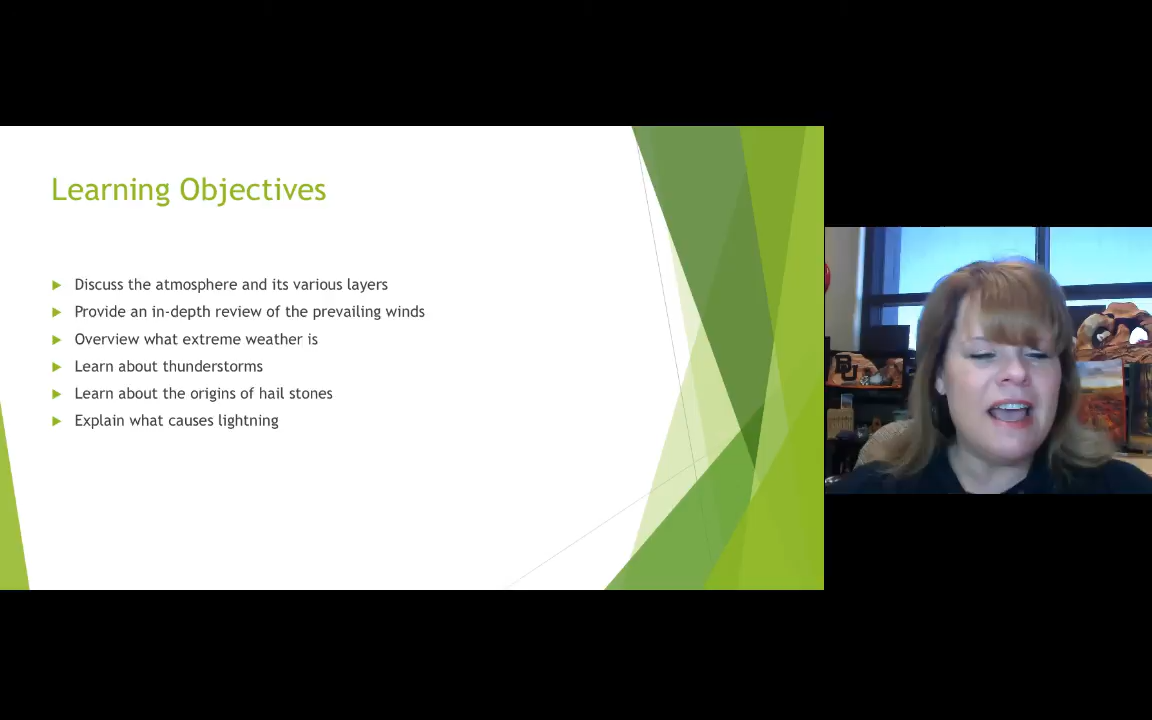 Learning Objectives
Discuss the atmosphere and its various layers
Provide an in-depth review of the prevailing winds
Overview what extreme weather is
Learn about thunderstorms
Learn about the origins of hail stones
Explain what causes lightning